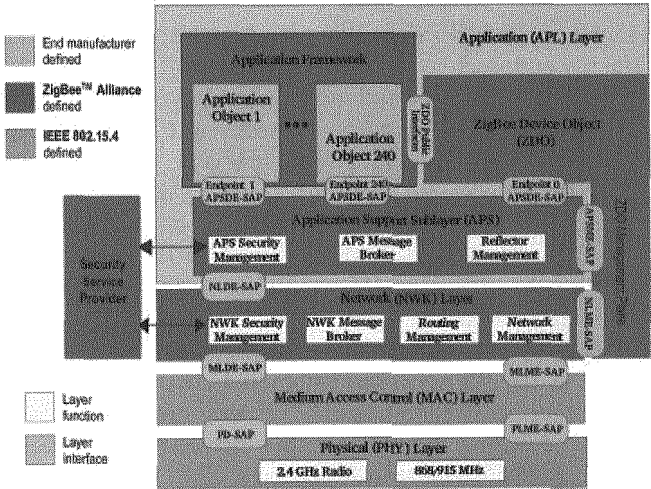 End manufacturer
defined
ZigBee™ Alliance
defined
IEEE 802.15.4
defined
Application (APL) Layer
Application Framework
Application
Object 1
•••
Application
Object 240
ZDO Public
Interfaces
ZigBee Device Object
(ZDO)
Endpoint 1
APSDE-SAP
Endpoint 240
APSDE-SAP
Endpoint 0
APSDE-SAP
Application Support Sublayer (APS)
APS Security
Management
APS Message
Broker
Reflector
Management
APSME-SAP
ZDO Management Plane
Security
Service
Provider
NLDE-SAP
Network (NWK) Layer
NWK Security
Management
NWK Message
Broker
Routing
Management
Network
Management
NLME-SAP
MLDE-SAP
MLME-SAP
Medium Access Control (MAC) Layer
PD-SAP
PLME-SAP
Physical (PHY) Layer
2.4 GHz Radio
868/915 MHz
Layer
function
Layer
interface